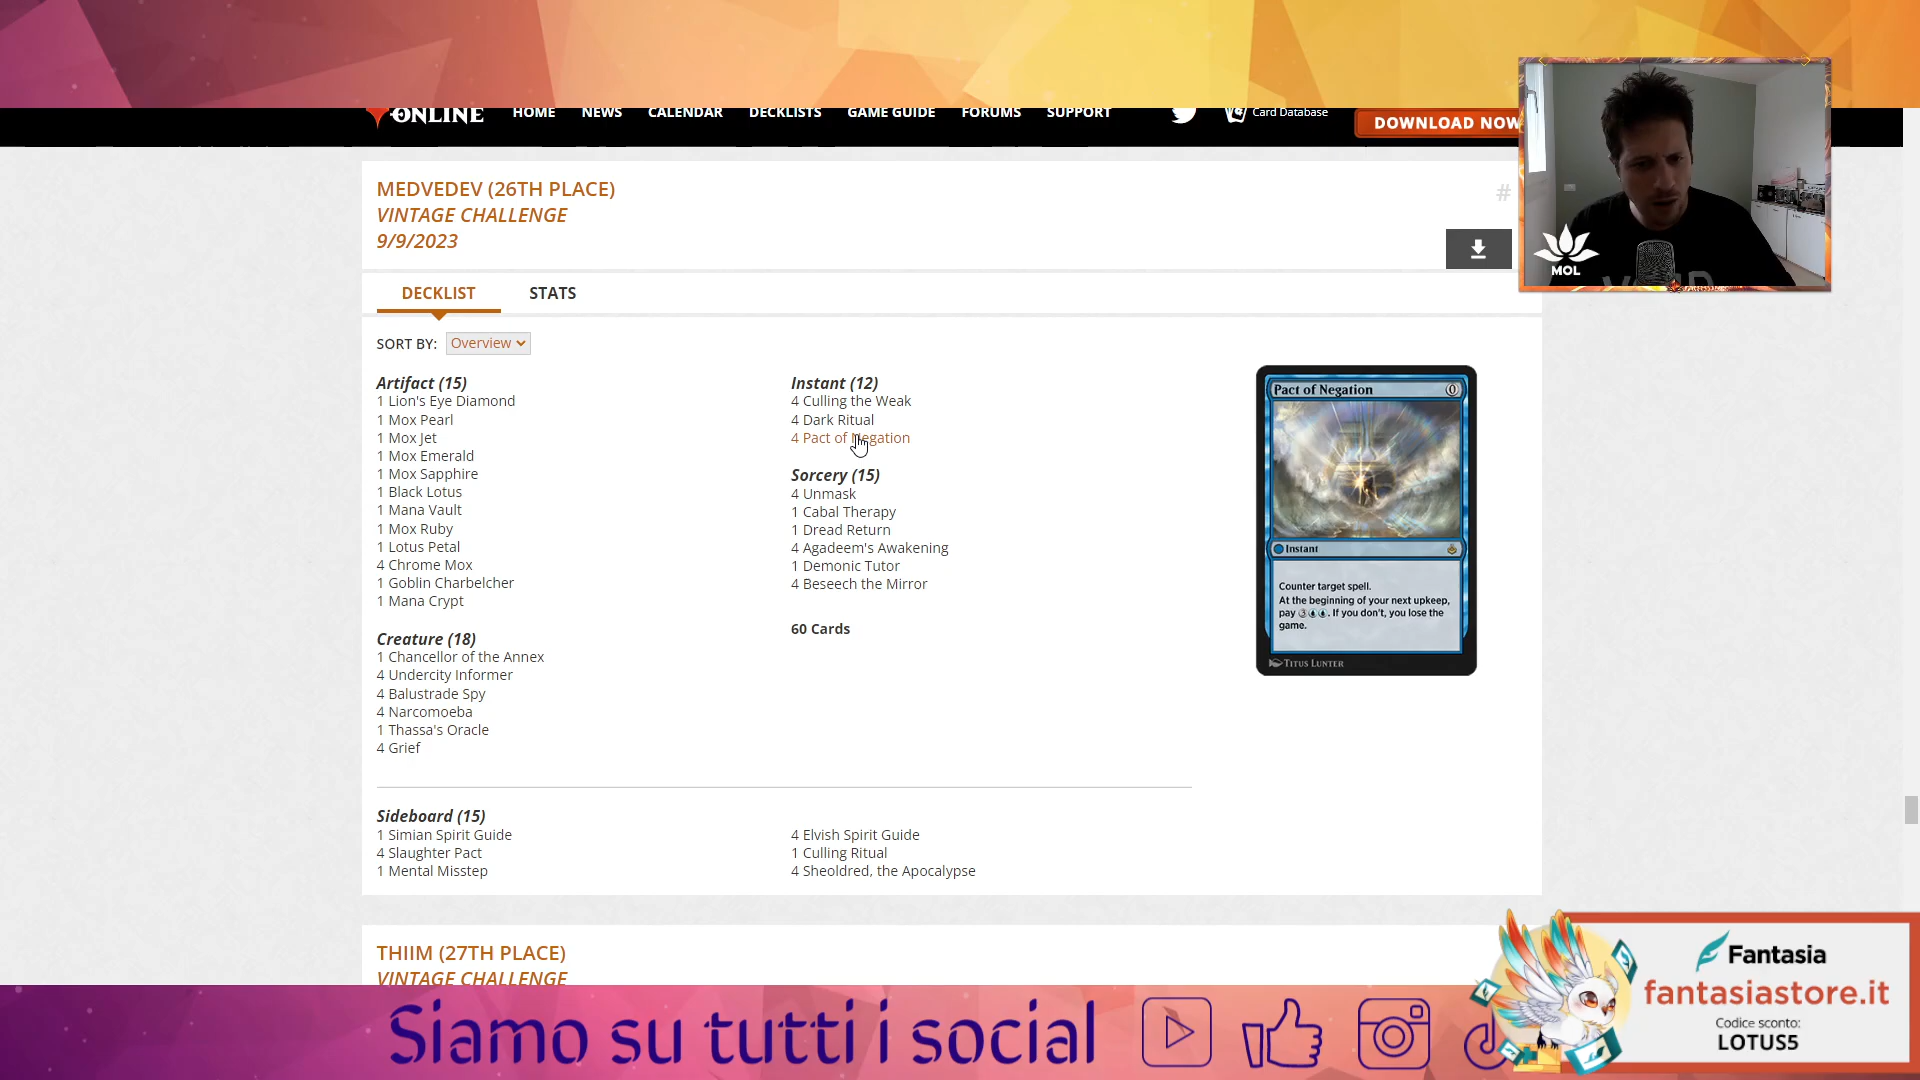 ONLINE
HOME
NEWS
CALENDAR
DECKLISTS
GAME GUIDE
FORUMS
SUPPORT
Card Database
DOWNLOAD NOW
MEDVEDEV (26TH PLACE)
VINTAGE CHALLENGE
9/9/2023
#
MOL
DECKLIST
STATS
SORT BY: Overview
Artifact (15)
1 Lion's Eye Diamond
1 Mox Pearl
1 Mox Jet
1 Mox Emerald
1 Mox Sapphire
1 Black Lotus
1 Mana Vault
1 Mox Ruby
1 Lotus Petal
4 Chrome Mox
1 Goblin Charbelcher
1 Mana Crypt
Creature (18)
1 Chancellor of the Annex
4 Undercity Informer
4 Balustrade Spy
4 Narcomoeba
1 Thassa's Oracle
4 Grief
Instant (12)
4 Culling the Weak
4 Dark Ritual
4 Pact of Negation
Sorcery (15)
4 Unmask
1 Cabal Therapy
1 Dread Return
4 Agadeem's Awakening
1 Demonic Tutor
4 Beseech the Mirror
60 Cards
Pact of Negation 0
Instant
Counter target spell.
At the beginning of your next upkeep,
pay 3. If you don't, you lose the
game.
TITUS LUNTER
Sideboard (15)
1 Simian Spirit Guide
4 Slaughter Pact
1 Mental Misstep
4 Elvish Spirit Guide
1 Culling Ritual
4 Sheoldred, the Apocalypse
THIIM (27TH PLACE)
VINTAGE CHALLENGE
Siamo su tutti i social
Fantasia
fantasiastore.it
Codice sconto:
LOTUS5